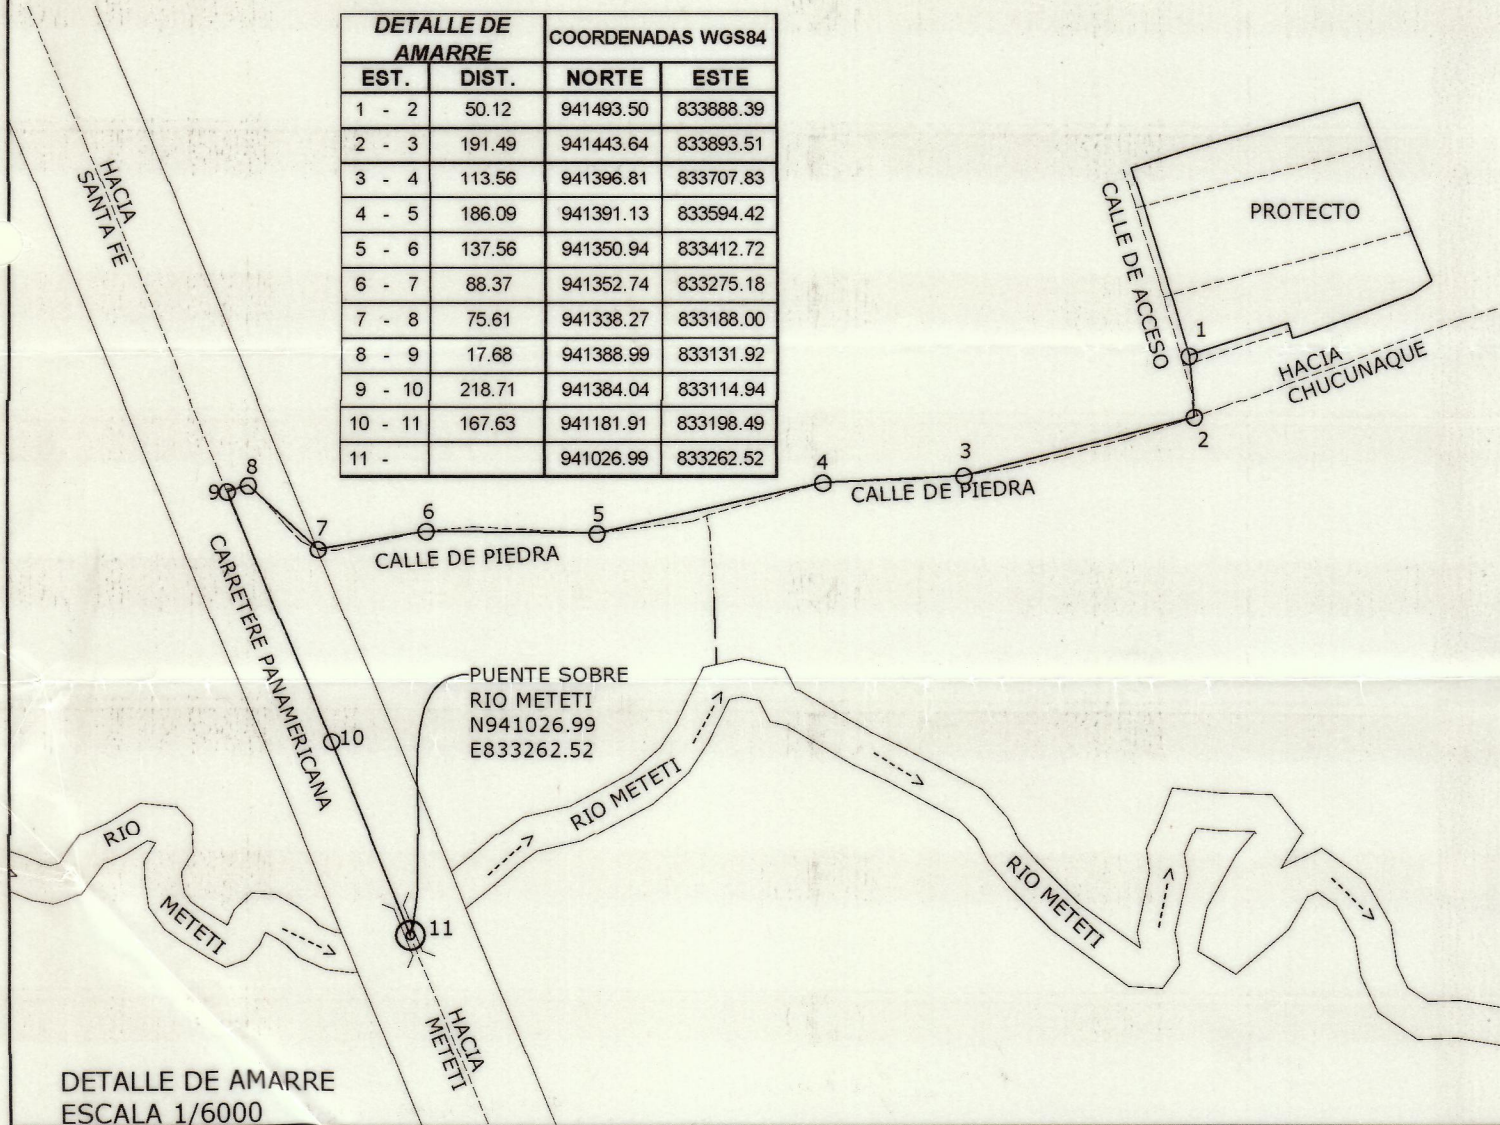 DETALLE DE AMARRE COORDENADAS WGS84
EST. DIST. NORTE ESTE
1 - 2 50.12 941493.50 833888.39
2 - 3 191.49 941443.64 833893.51
3 - 4 113.56 941396.81 833707.83
4 - 5 186.09 941391.13 833594.42
5 - 6 137.56 941350.94 833412.72
6 - 7 88.37 941352.74 833275.18
7 - 8 75.61 941338.27 833188.00
8 - 9 17.68 941388.99 833131.92
9 - 10 218.71 941384.04 833114.94
10 - 11 167.63 941181.91 833198.49
11 - 941026.99 833262.52
HACIA
SANTA FE
PROTECTO
CALLE DE ACCESO
1
HACIA
CHUCUNAQUE
2
3
4
CALLE DE PIEDRA
5
6
7
8
9
CALLE DE PIEDRA
CARRETERE PANAMERICANA
10
PUENTE SOBRE
RIO METETI
N941026.99
E833262.52
RIO METETI
RIO
METETI
RIO METETI
11
HACIA
METETI
DETALLE DE AMARRE
ESCALA 1/6000